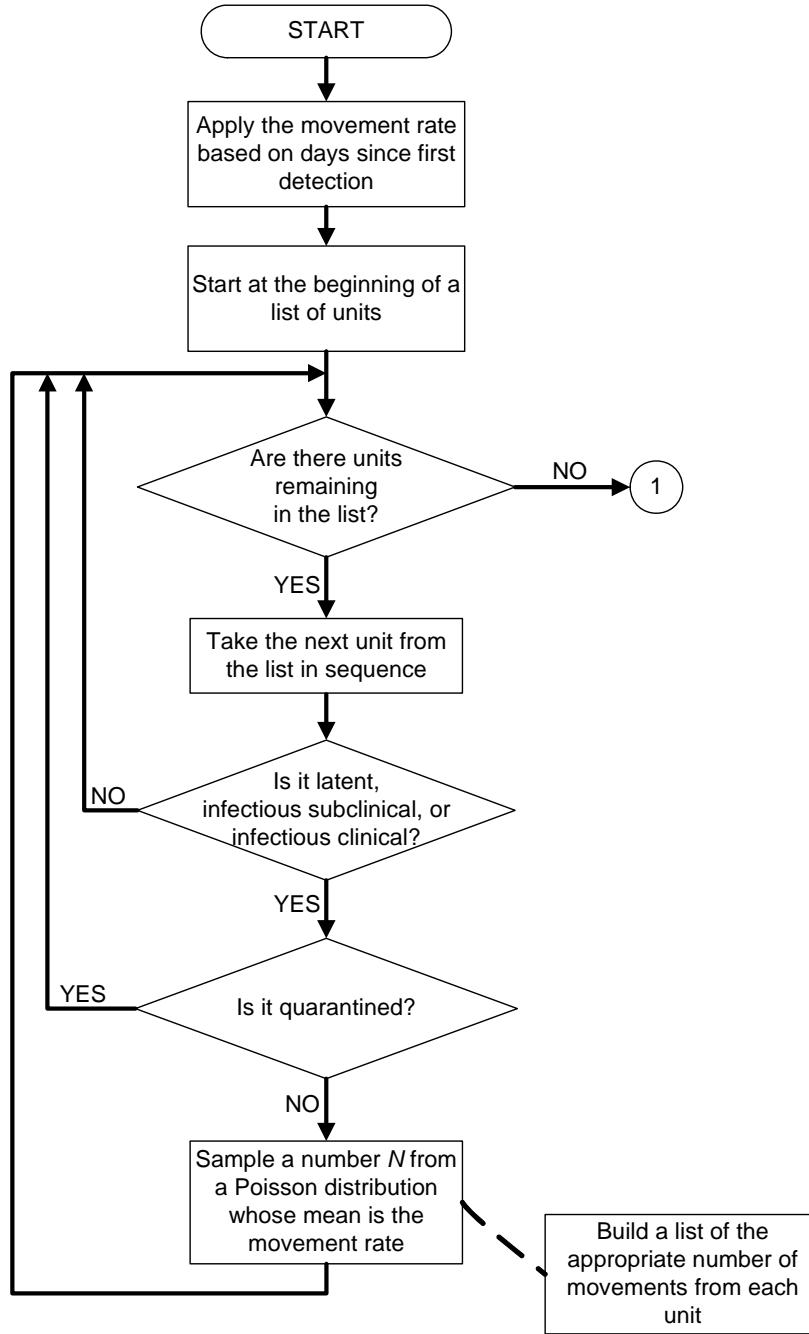 START
Apply the movement rate
based on days since first
detection
Start at the beginning of a
list of units
Are there units
remaining
in the list?
NO
1
YES
Take the next unit from
the list in sequence
Is it latent,
infectious subclinical, or
infectious clinical?
NO
YES
Is it quarantined?
YES
NO
Sample a number N from
a Poisson distribution
whose mean is the
movement rate
Build a list of the
appropriate number of
movements from each
unit